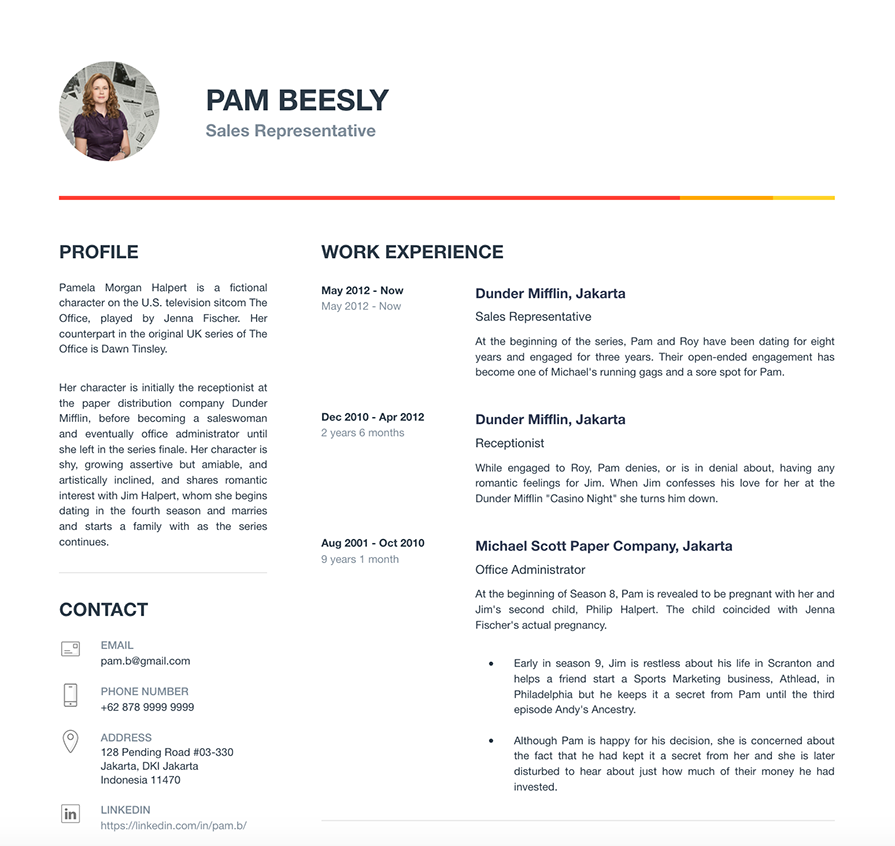 PAM BEESLY
Sales Representative
PROFILE
Pamela Morgan Halpert is a fictional
character on the U.S. television sitcom The
Office, played by Jenna Fischer. Her
counterpart in the original UK series of The
Office is Dawn Tinsley.
Her character is initially the receptionist at
the paper distribution company Dunder
Mifflin, before becoming a saleswoman
and eventually office administrator until
she left in the series finale. Her character is
shy, growing assertive but amiable, and
artistically inclined, and shares romantic
interest with Jim Halpert, whom she begins
dating in the fourth season and marries
and starts a family with as the series
continues.
CONTACT
EMAIL
pam.b@gmail.com
PHONE NUMBER
+62 878 9999 9999
ADDRESS
128 Pending Road #03-330
Jakarta, DKI Jakarta
Indonesia 11470
in
LINKEDIN
https://linkedin.com/in/pam.b/
WORK EXPERIENCE
May 2012 - Now
May 2012 - Now
Dunder Mifflin, Jakarta
Sales Representative
At the beginning of the series, Pam and Roy have been dating for eight
years and engaged for three years. Their open-ended engagement has
become one of Michael's running gags and a sore spot for Pam.
Dec 2010 - Apr 2012
2 years 6 months
Dunder Mifflin, Jakarta
Receptionist
While engaged to Roy, Pam denies, or is in denial about, having any
romantic feelings for Jim. When Jim confesses his love for her at the
Dunder Mifflin "Casino Night" she turns him down.
Aug 2001 - Oct 2010
9 years 1 month
Michael Scott Paper Company, Jakarta
Office Administrator
At the beginning of Season 8, Pam is revealed to be pregnant with her and
Jim's second child, Philip Halpert. The child coincided with Jenna
Fischer's actual pregnancy.
• Early in season 9, Jim is restless about his life in Scranton and
helps a friend start a Sports Marketing business, Athlead, in
Philadelphia but he keeps it a secret from Pam until the third
episode Andy's Ancestry.
• Although Pam is happy for his decision, she is concerned about
the fact that he had kept it a secret from her and she is later
disturbed to hear about just how much of their money he had
invested.